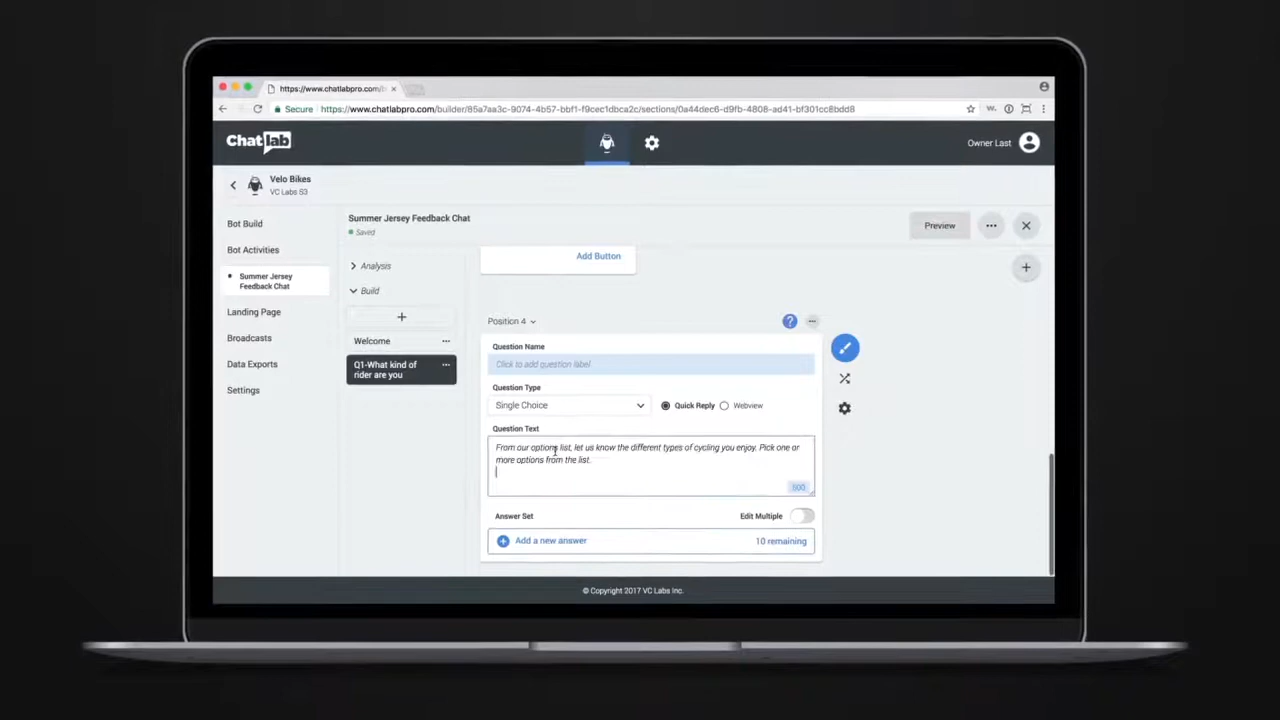 https://www.chatlabpro.com/
Secure
https://www.chatlabpro.com/builder/85a7aa3c-9074-4b57-bbf1-f9cec1dbca2c/sections/0a44dec6-d9fb-4808-ad41-bf301cc8bdd8
Chat lab
Owner Last
Velo Bikes
VC Labs S3
Bot Build
Bot Activities
Summer Jersey
Feedback Chat
Landing Page
Broadcasts
Data Exports
Settings
Summer Jersey Feedback Chat
Saved
Preview
Analysis
Build
Welcome
Q1-What kind of
rider are you
Add Button
Position 4
Question Name
Click to add question label
Question Type
Single Choice
Quick Reply
Webview
Question Text
From our options list, let us know the different types of cycling you enjoy. Pick one or
more options from the list.
Answer Set
Edit Multiple
Add a new answer
10 remaining
© Copyright 2017 VC Labs Inc.